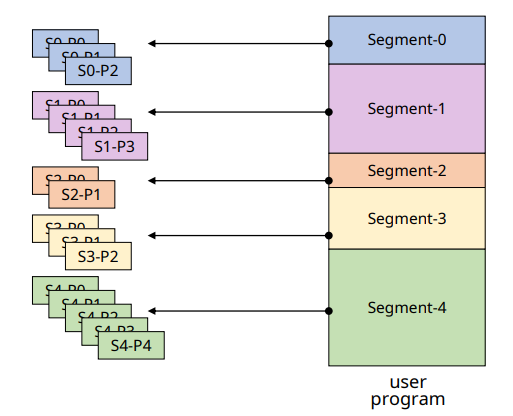 S0-P0
S0-P1
S0-P2
S1-P0
S1-P1
S1-P2
S1-P3
S2-P0
S2-P1
S3-P0
S3-P1
S3-P2
S4-P0
S4-P1
S4-P2
S4-P3
S4-P4
Segment-0
Segment-1
Segment-2
Segment-3
Segment-4
user
program